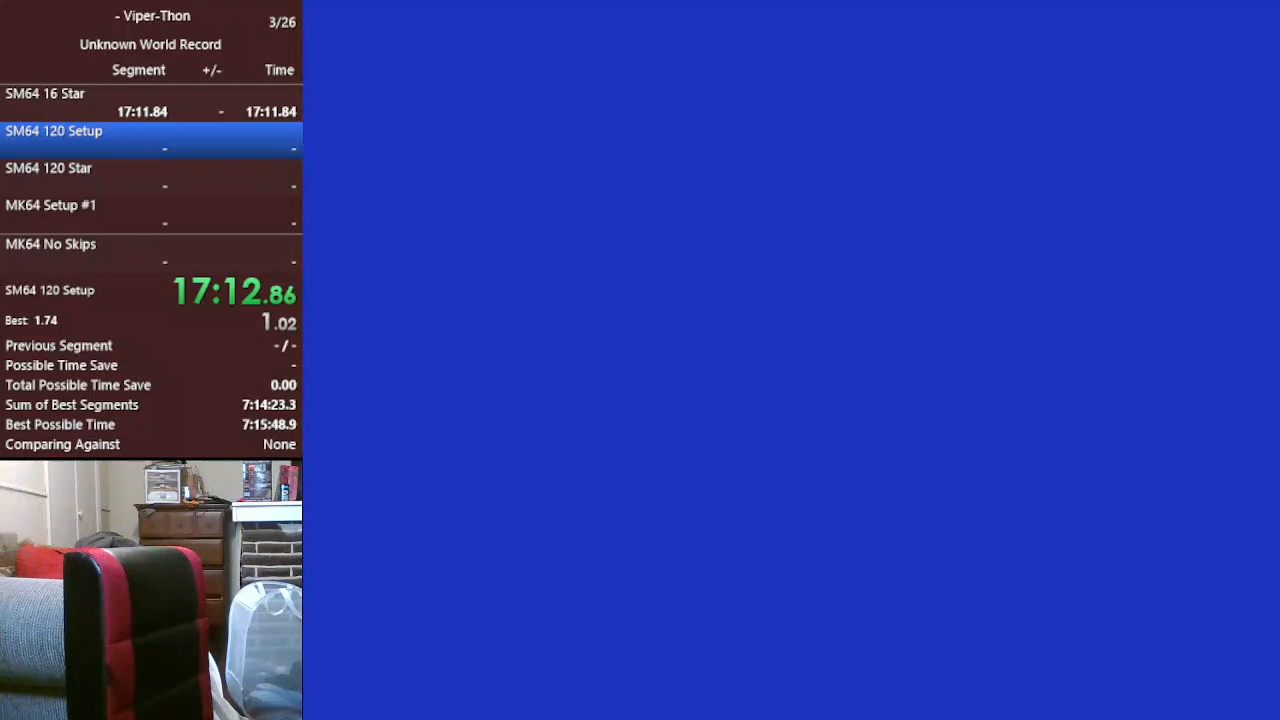 - Viper-Thon
3/26
Unknown World Record
Segment +/- Time
SM64 16 Star
17:11.84 - 17:11.84
SM64 120 Setup
- -
SM64 120 Star
- -
MK64 Setup #1
- -
MK64 No Skips
- -
SM64 120 Setup 17:12.86
Best: 1.74 1.02
Previous Segment - / -
Possible Time Save -
Total Possible Time Save 0.00
Sum of Best Segments 7:14:23.3
Best Possible Time 7:15:48.9
Comparing Against None